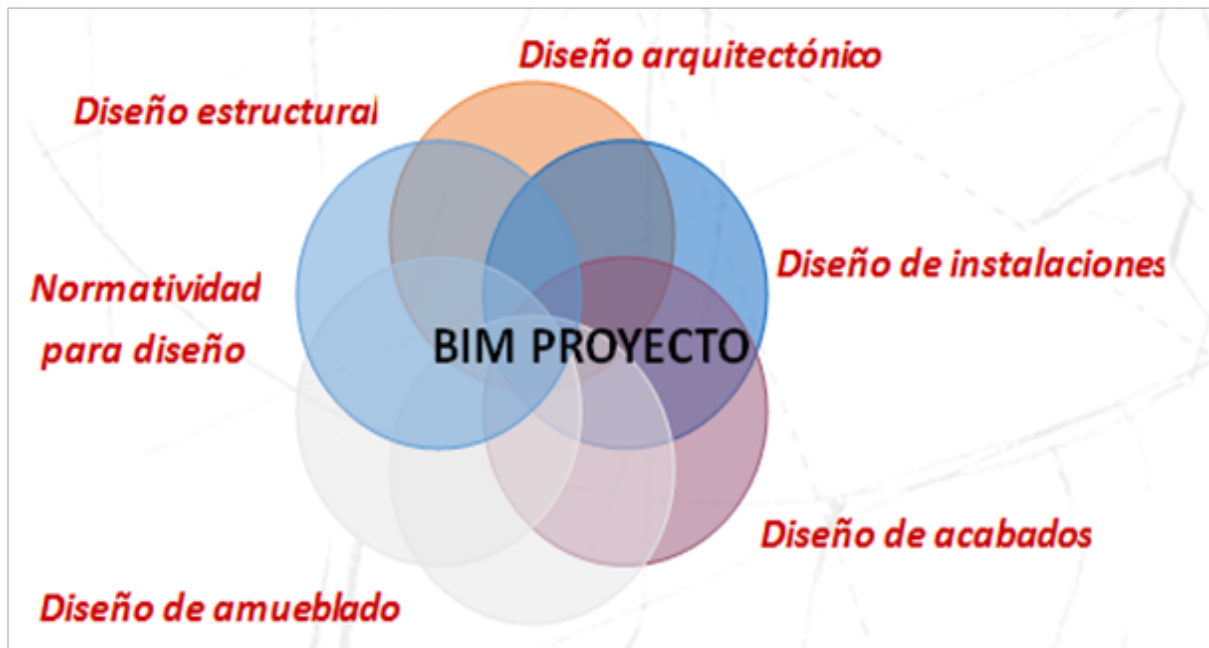 Diseño arquitectónico
Diseño estructural
Diseño de instalaciones
Normatividad
para diseño
BIM PROYECTO
Diseño de acabados
Diseño de amueblado